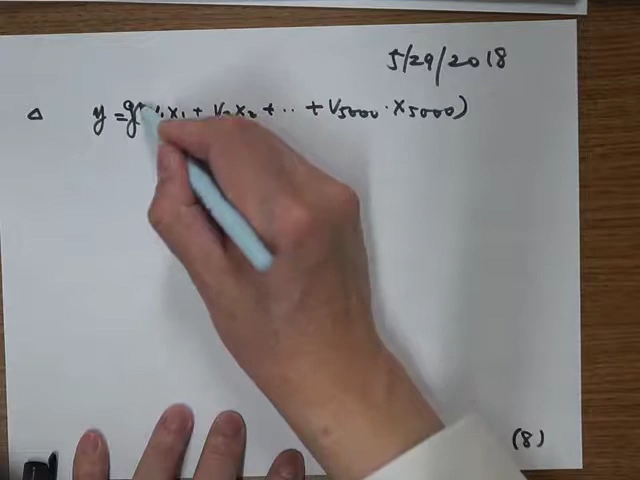 5/29/2018
△ y = g( x₁ + V₂x₂ + ‥ + V₅₀₀₀ · x₅₀₀₀)
(8)